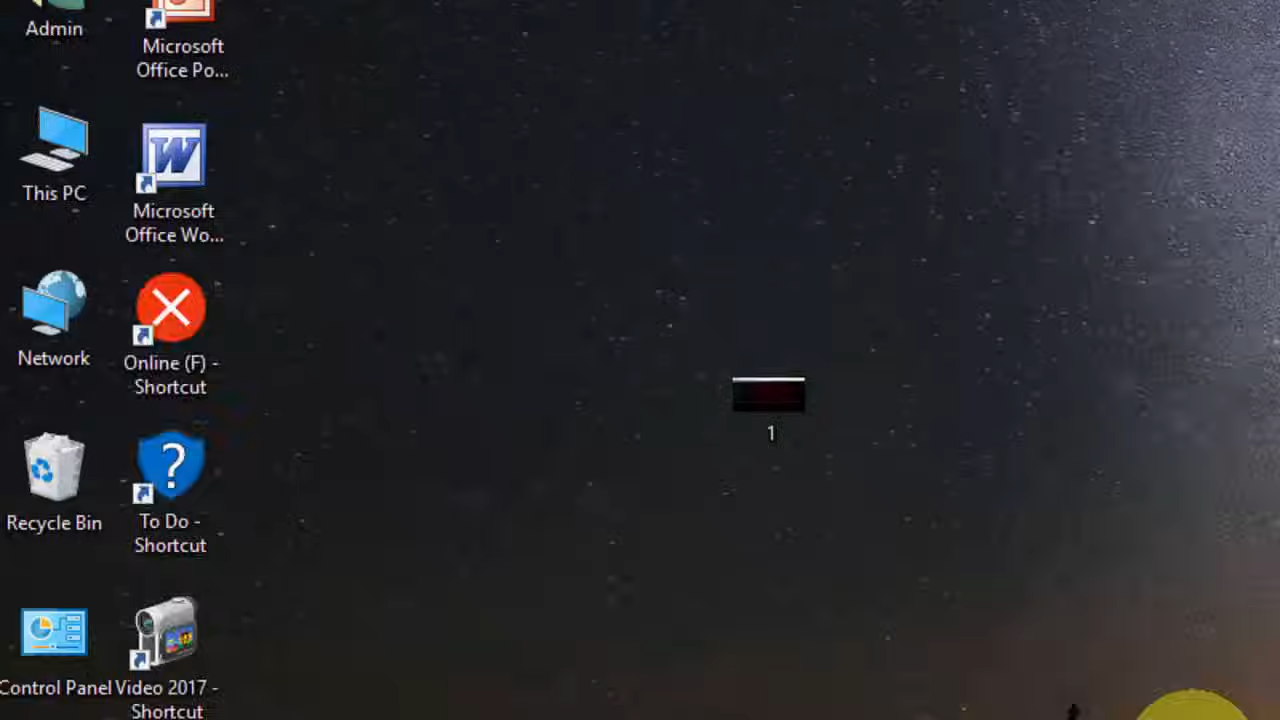 Admin
Microsoft
Office Po...
This PC
W
Microsoft
Office Wo...
Network
Online (F) -
Shortcut
1
Recycle Bin
?
To Do -
Shortcut
Control Panel
Video 2017 -
Shortcut